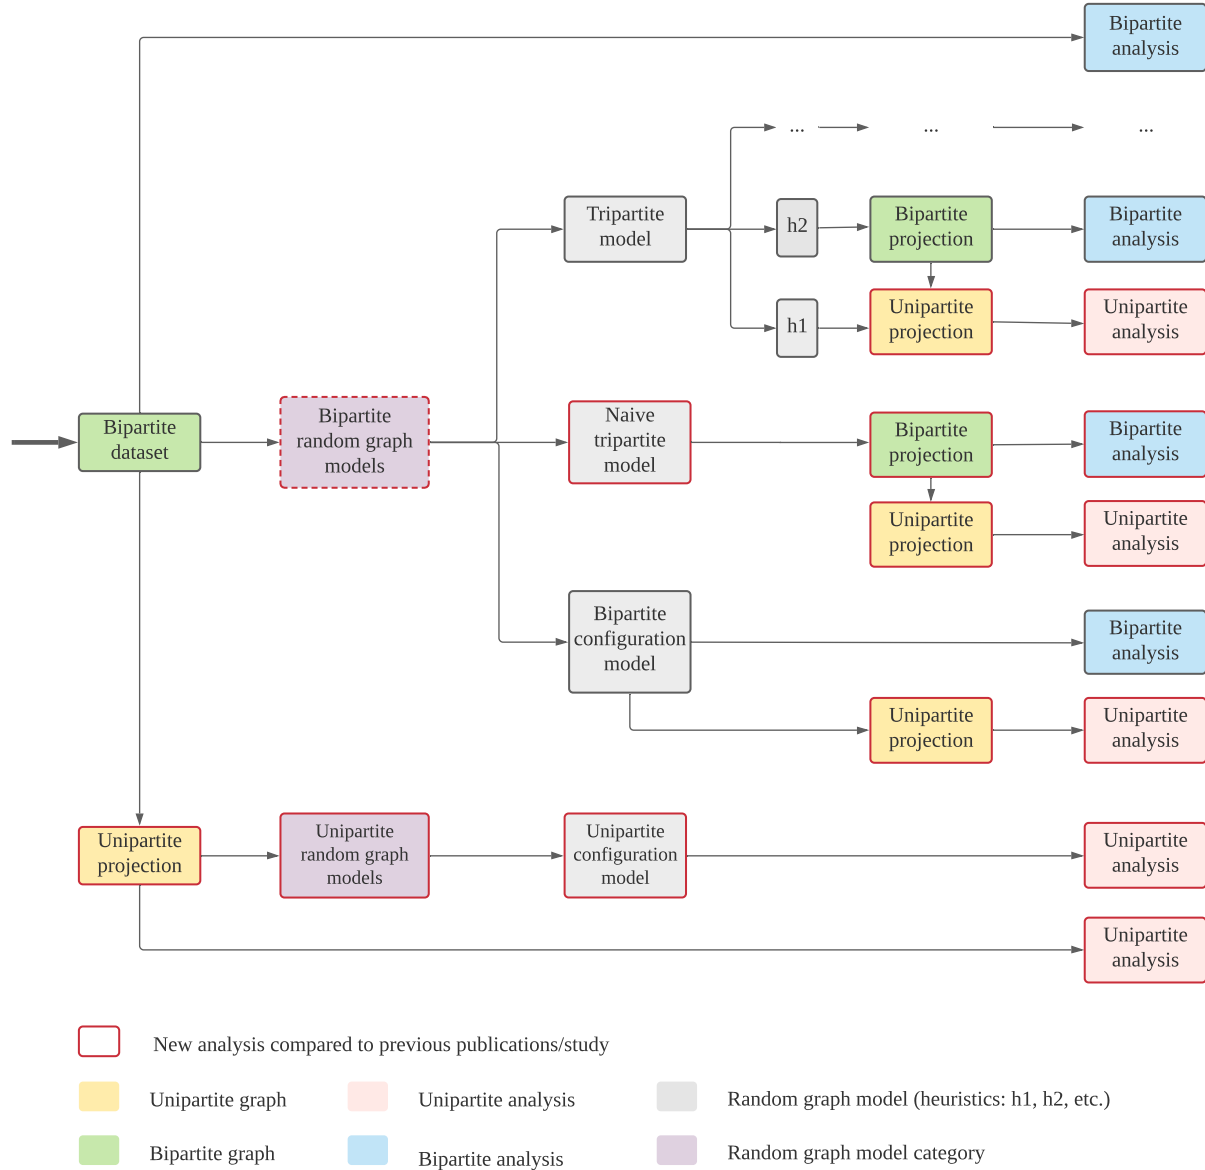 Bipartite
analysis
...
...
...
Tripartite
model
h2
Bipartite
projection
Bipartite
analysis
h1
Unipartite
projection
Unipartite
analysis
Bipartite
dataset
Bipartite
random graph
models
Naive
tripartite
model
Bipartite
projection
Bipartite
analysis
Unipartite
projection
Unipartite
analysis
Bipartite
configuration
model
Bipartite
analysis
Unipartite
projection
Unipartite
analysis
Unipartite
projection
Unipartite
random graph
models
Unipartite
configuration
model
Unipartite
analysis
Unipartite
analysis
New analysis compared to previous publications/study
Unipartite graph
Unipartite analysis
Random graph model (heuristics: h1, h2, etc.)
Bipartite graph
Bipartite analysis
Random graph model category